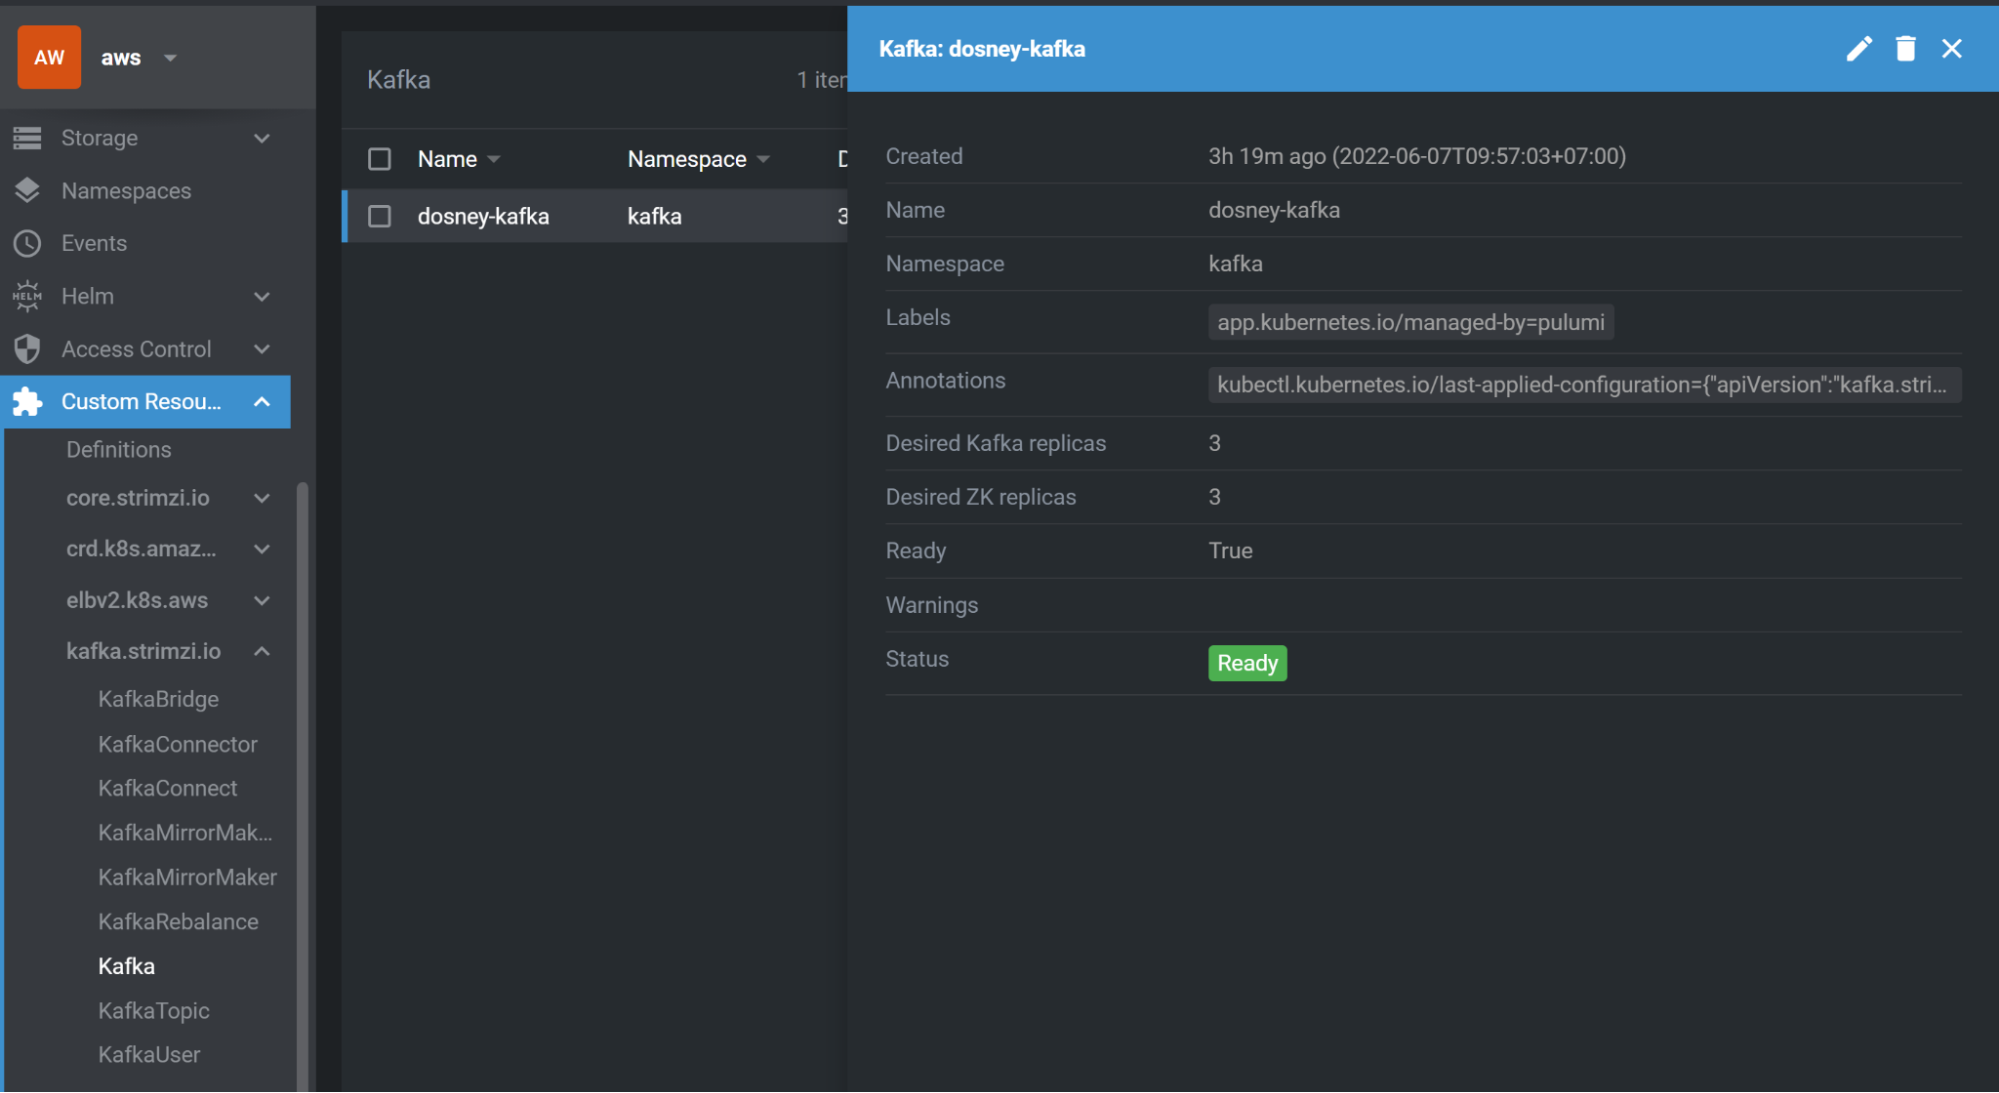 AW
aws
Storage
Namespaces
Events
HELM
Helm
Access Control
Custom Resou...
Definitions
core.strimzi.io
crd.k8s.amaz...
elbv2.k8s.aws
kafka.strimzi.io
KafkaBridge
KafkaConnector
KafkaConnect
KafkaMirrorMak...
KafkaMirrorMaker
KafkaRebalance
Kafka
KafkaTopic
KafkaUser
Kafka 1 iter
Name Namespace D
dosney-kafka kafka 3
Kafka: dosney-kafka
Created 3h 19m ago (2022-06-07T09:57:03+07:00)
Name dosney-kafka
Namespace kafka
Labels app.kubernetes.io/managed-by=pulumi
Annotations kubectl.kubernetes.io/last-applied-configuration={"apiVersion":"kafka.stri...
Desired Kafka replicas 3
Desired ZK replicas 3
Ready True
Warnings
Status Ready